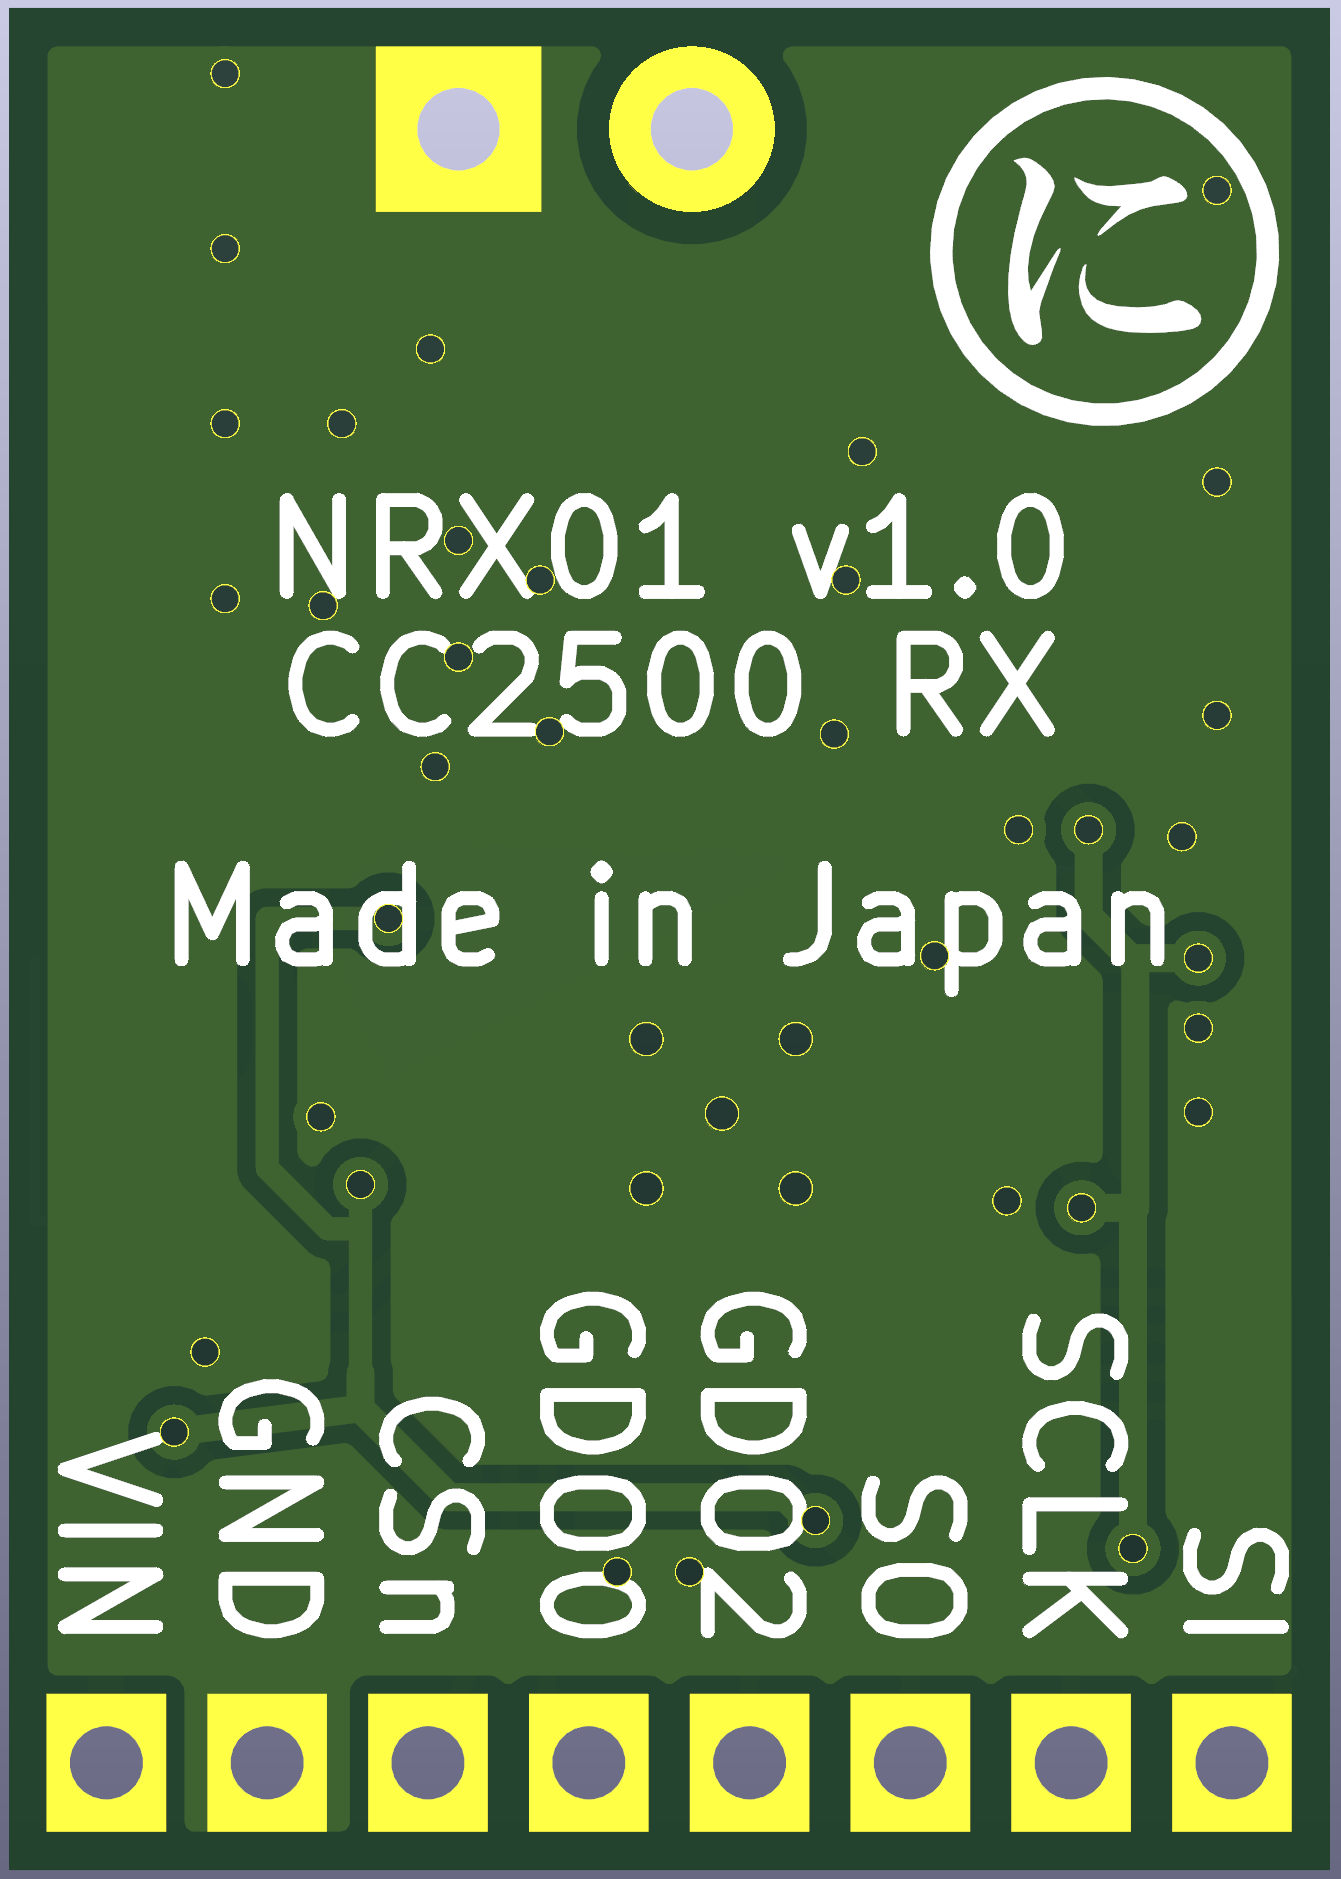 に
NRX01 v1.0
CC2500 RX
Made in Japan
VIN
GND
CSn
GDO0
GDO2
SO
SCLK
SI